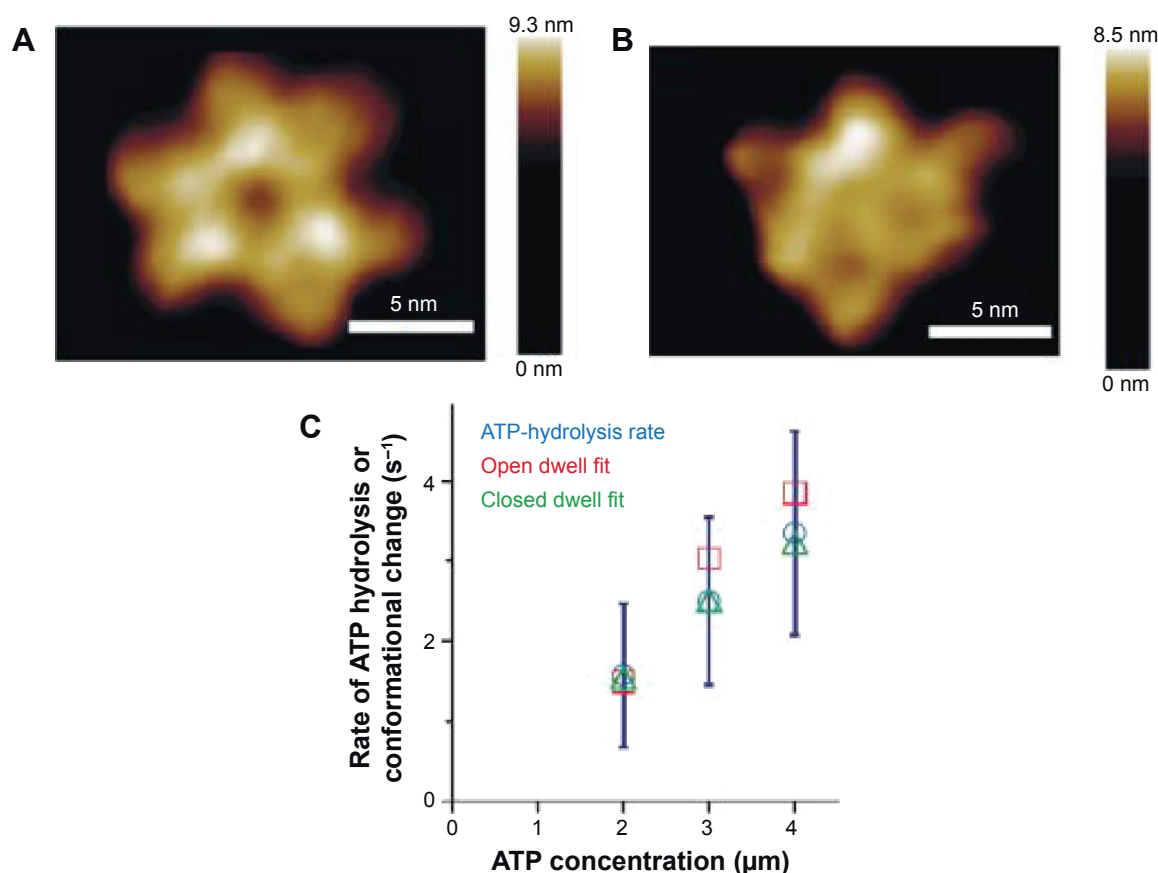 A
9.3 nm
5 nm
0 nm
B
8.5 nm
5 nm
0 nm
C
Rate of ATP hydrolysis or
conformational change (s⁻¹)
ATP-hydrolysis rate
Open dwell fit
Closed dwell fit
4
2
0
0 1 2 3 4
ATP concentration (µm)